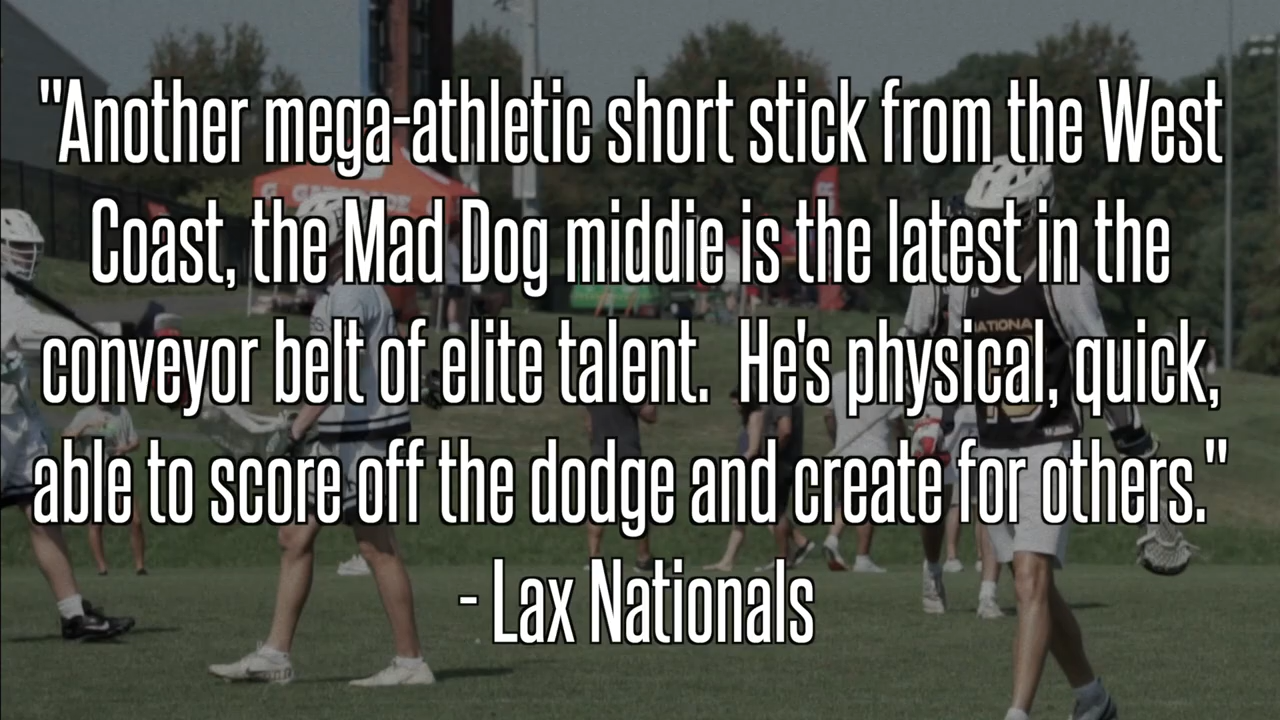 "Another mega-athletic short stick from the West
Coast, the Mad Dog middie is the latest in the
conveyor belt of elite talent.  He's physical, quick,
able to score off the dodge and create for others."
- Lax Nationals
NATIONA